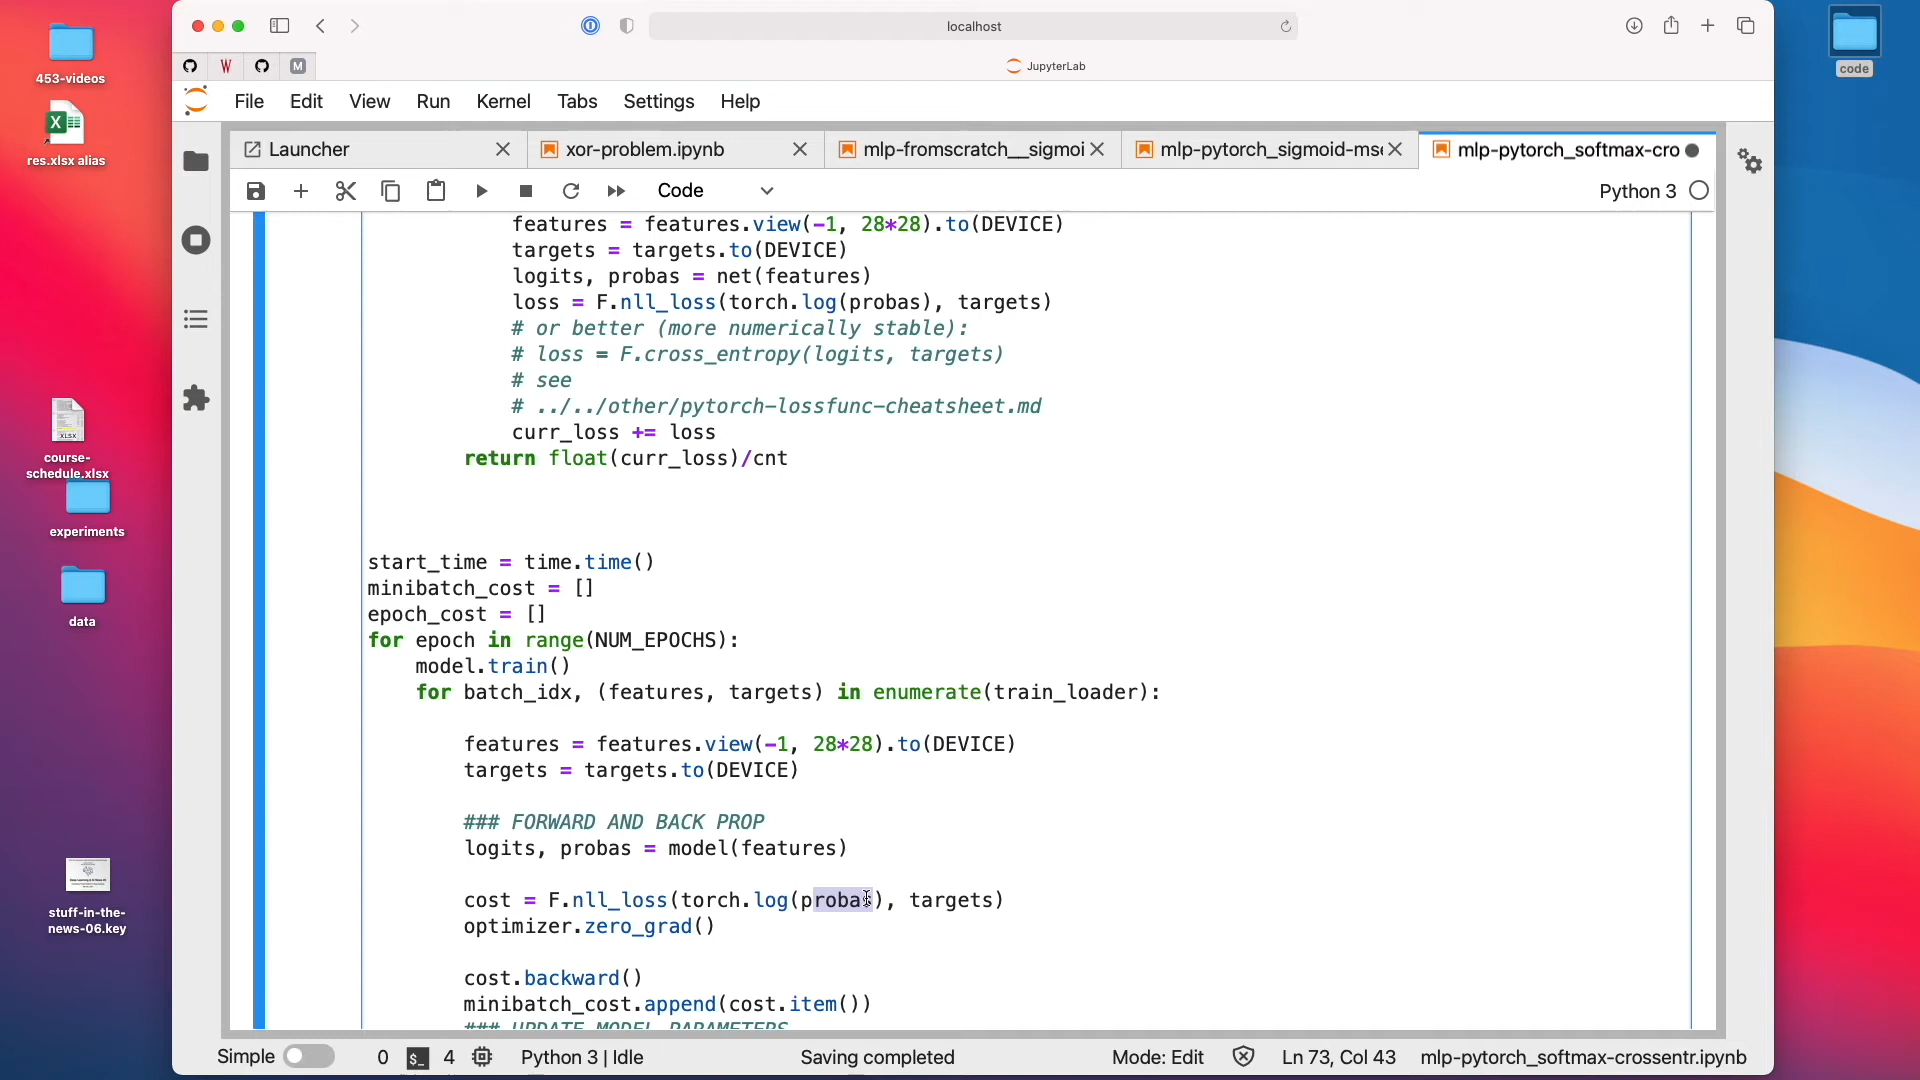 453-videos
res.xlsx alias
XLSX
course-
schedule.xlsx
experiments
data
stuff-in-the-
news-06.key
code
localhost
W
M
JupyterLab
File Edit View Run Kernel Tabs Settings Help
Launcher
xor-problem.ipynb
mlp-fromscratch__sigmoi
mlp-pytorch_sigmoid-mse
mlp-pytorch_softmax-cro
Code
Python 3
features = features.view(-1, 28*28).to(DEVICE)
targets = targets.to(DEVICE)
logits, probas = net(features)
loss = F.nll_loss(torch.log(probas), targets)
# or better (more numerically stable):
# loss = F.cross_entropy(logits, targets)
# see
# ../../other/pytorch-lossfunc-cheatsheet.md
curr_loss += loss
return float(curr_loss)/cnt
start_time = time.time()
minibatch_cost = []
epoch_cost = []
for epoch in range(NUM_EPOCHS):
model.train()
for batch_idx, (features, targets) in enumerate(train_loader):
features = features.view(-1, 28*28).to(DEVICE)
targets = targets.to(DEVICE)
### FORWARD AND BACK PROP
logits, probas = model(features)
cost = F.nll_loss(torch.log(probas), targets)
optimizer.zero_grad()
cost.backward()
minibatch_cost.append(cost.item())
### UPDATE MODEL PARAMETERS
Simple 0 $_ 4 Python 3 | Idle Saving completed Mode: Edit Ln 73, Col 43 mlp-pytorch_softmax-crossentr.ipynb